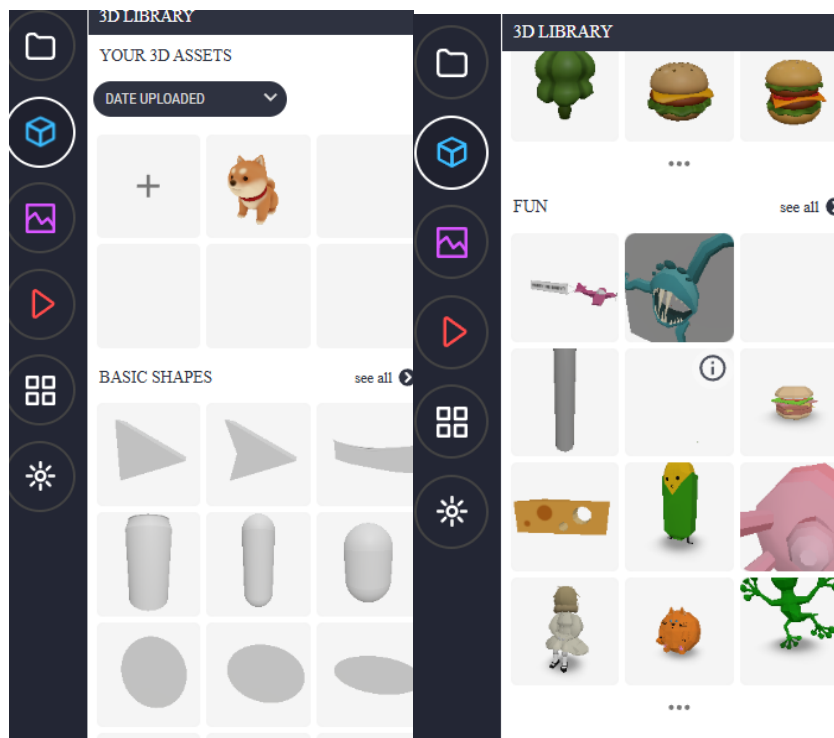 3D LIBRARY
YOUR 3D ASSETS
DATE UPLOADED
BASIC SHAPES
see all
3D LIBRARY
FUN
see all